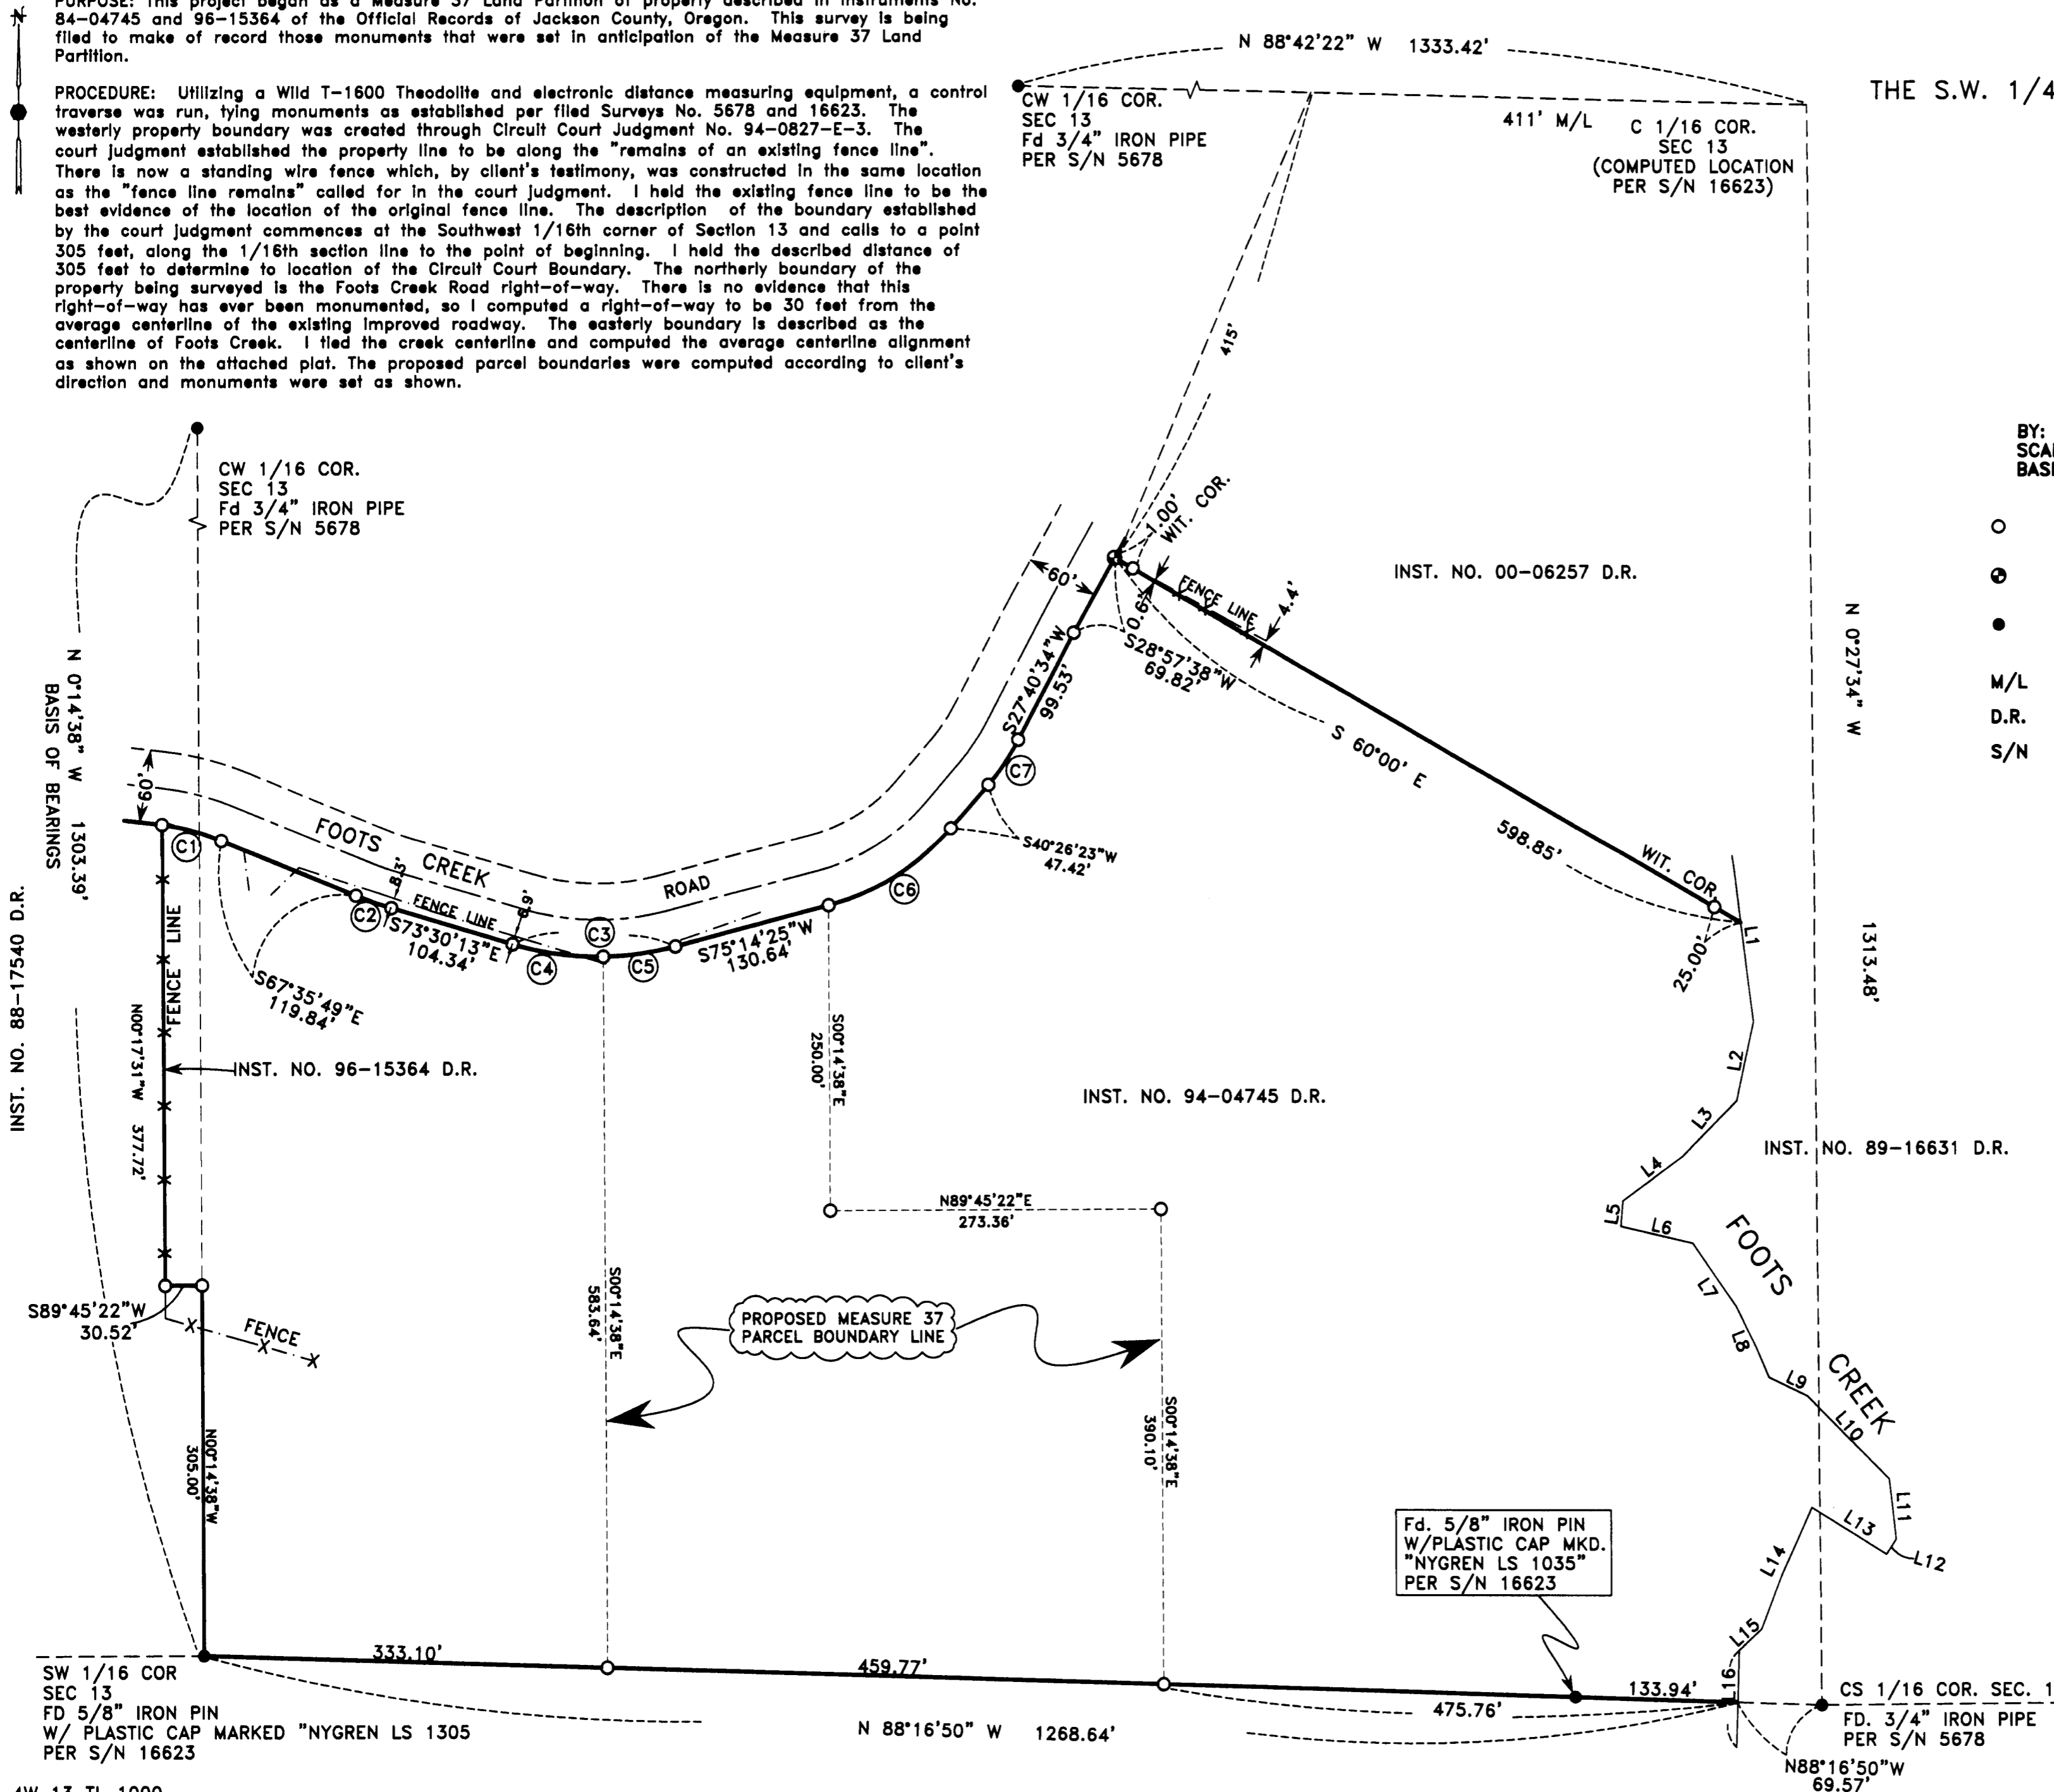 PURPOSE: This project began as a Measure 37 Land Partition of property described in Instruments No.
84-04745 and 96-15364 of the Official Records of Jackson County, Oregon. This survey is being
filed to make of record those monuments that were set in anticipation of the Measure 37 Land
Partition.
PROCEDURE: Utilizing a Wild T-1600 Theodolite and electronic distance measuring equipment, a control
traverse was run, tying monuments as established per filed Surveys No. 5678 and 16623. The
westerly property boundary was created through Circuit Court Judgment No. 94-0827-E-3. The
court judgment established the property line to be along the "remains of an existing fence line".
There is now a standing wire fence which, by client's testimony, was constructed in the same location
as the "fence line remains" called for in the court judgment. I held the existing fence line to be the
best evidence of the location of the original fence line. The description of the boundary established
by the court judgment commences at the Southwest 1/16th corner of Section 13 and calls to a point
305 feet, along the 1/16th section line to the point of beginning. I held the described distance of
305 feet to determine to location of the Circuit Court Boundary. The northerly boundary of the
property being surveyed is the Foots Creek Road right-of-way. There is no evidence that this
right-of-way has ever been monumented, so I computed a right-of-way to be 30 feet from the
average centerline of the existing improved roadway. The easterly boundary is described as the
centerline of Foots Creek. I tied the creek centerline and computed the average centerline alignment
as shown on the attached plat. The proposed parcel boundaries were computed according to client's
direction and monuments were set as shown.
N
N 88°42'22" W 1333.42'
THE S.W. 1/4
CW 1/16 COR.
SEC 13
Fd 3/4" IRON PIPE
PER S/N 5678
411' M/L
C 1/16 COR.
SEC 13
(COMPUTED LOCATION
PER S/N 16623)
415'
BY:
SCAL
BASI
M/L
D.R.
S/N
CW 1/16 COR.
SEC 13
Fd 3/4" IRON PIPE
PER S/N 5678
N 0°14'38" W 1303.39'
BASIS OF BEARINGS
INST. NO. 88-17540 D.R.
1.00'
WIT. COR.
60'
0.6'
FENCE LINE
4.4'
INST. NO. 00-06257 D.R.
S28°57'38"W
69.82'
S27°40'34"W
99.53'
S 60°00' E
598.85'
WIT. COR.
25.00'
N 0°27'34" W
1313.48'
60'
C1
FOOTS CREEK ROAD
C7
S40°26'23"W
47.42'
C6
8.3'
FENCE LINE
6.9'
C2
S73°30'13"E
104.34'
C3
C4
C5
S75°14'25"W
130.64'
S67°35'49"E
119.84'
FENCE LINE
N00°17'31"W 377.72'
INST. NO. 96-15364 D.R.
S00°14'38"E
250.00'
INST. NO. 94-04745 D.R.
N89°45'22"E
273.36'
L1
L2
L3
L4
L5
L6
L7
L8
L9
L10
L11
L12
L13
L14
L15
L16
INST. NO. 89-16631 D.R.
FOOTS
CREEK
S89°45'22"W
30.52'
FENCE
S00°14'38"E
583.64'
PROPOSED MEASURE 37
PARCEL BOUNDARY LINE
S00°14'38"E
390.10'
N00°14'38"W
305.00'
Fd. 5/8" IRON PIN
W/PLASTIC CAP MKD.
"NYGREN LS 1035"
PER S/N 16623
333.10'
459.77'
133.94'
475.76'
N 88°16'50" W 1268.64'
SW 1/16 COR
SEC 13
FD 5/8" IRON PIN
W/ PLASTIC CAP MARKED "NYGREN LS 1305
PER S/N 16623
CS 1/16 COR. SEC. 1
FD. 3/4" IRON PIPE
PER S/N 5678
N88°16'50"W
69.57'
4W 13 TL 1000